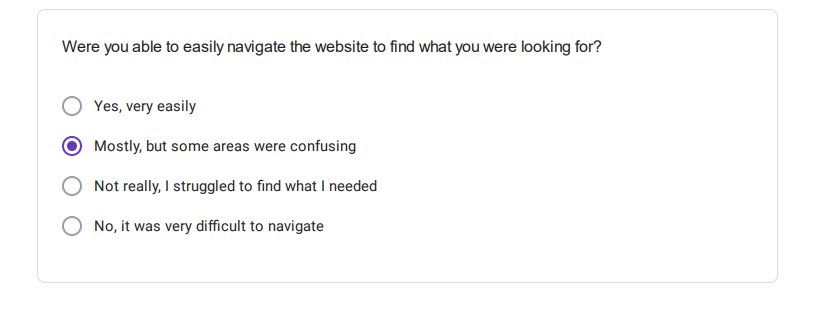 Were you able to easily navigate the website to find what you were looking for?
Yes, very easily
Mostly, but some areas were confusing
Not really, I struggled to find what I needed
No, it was very difficult to navigate